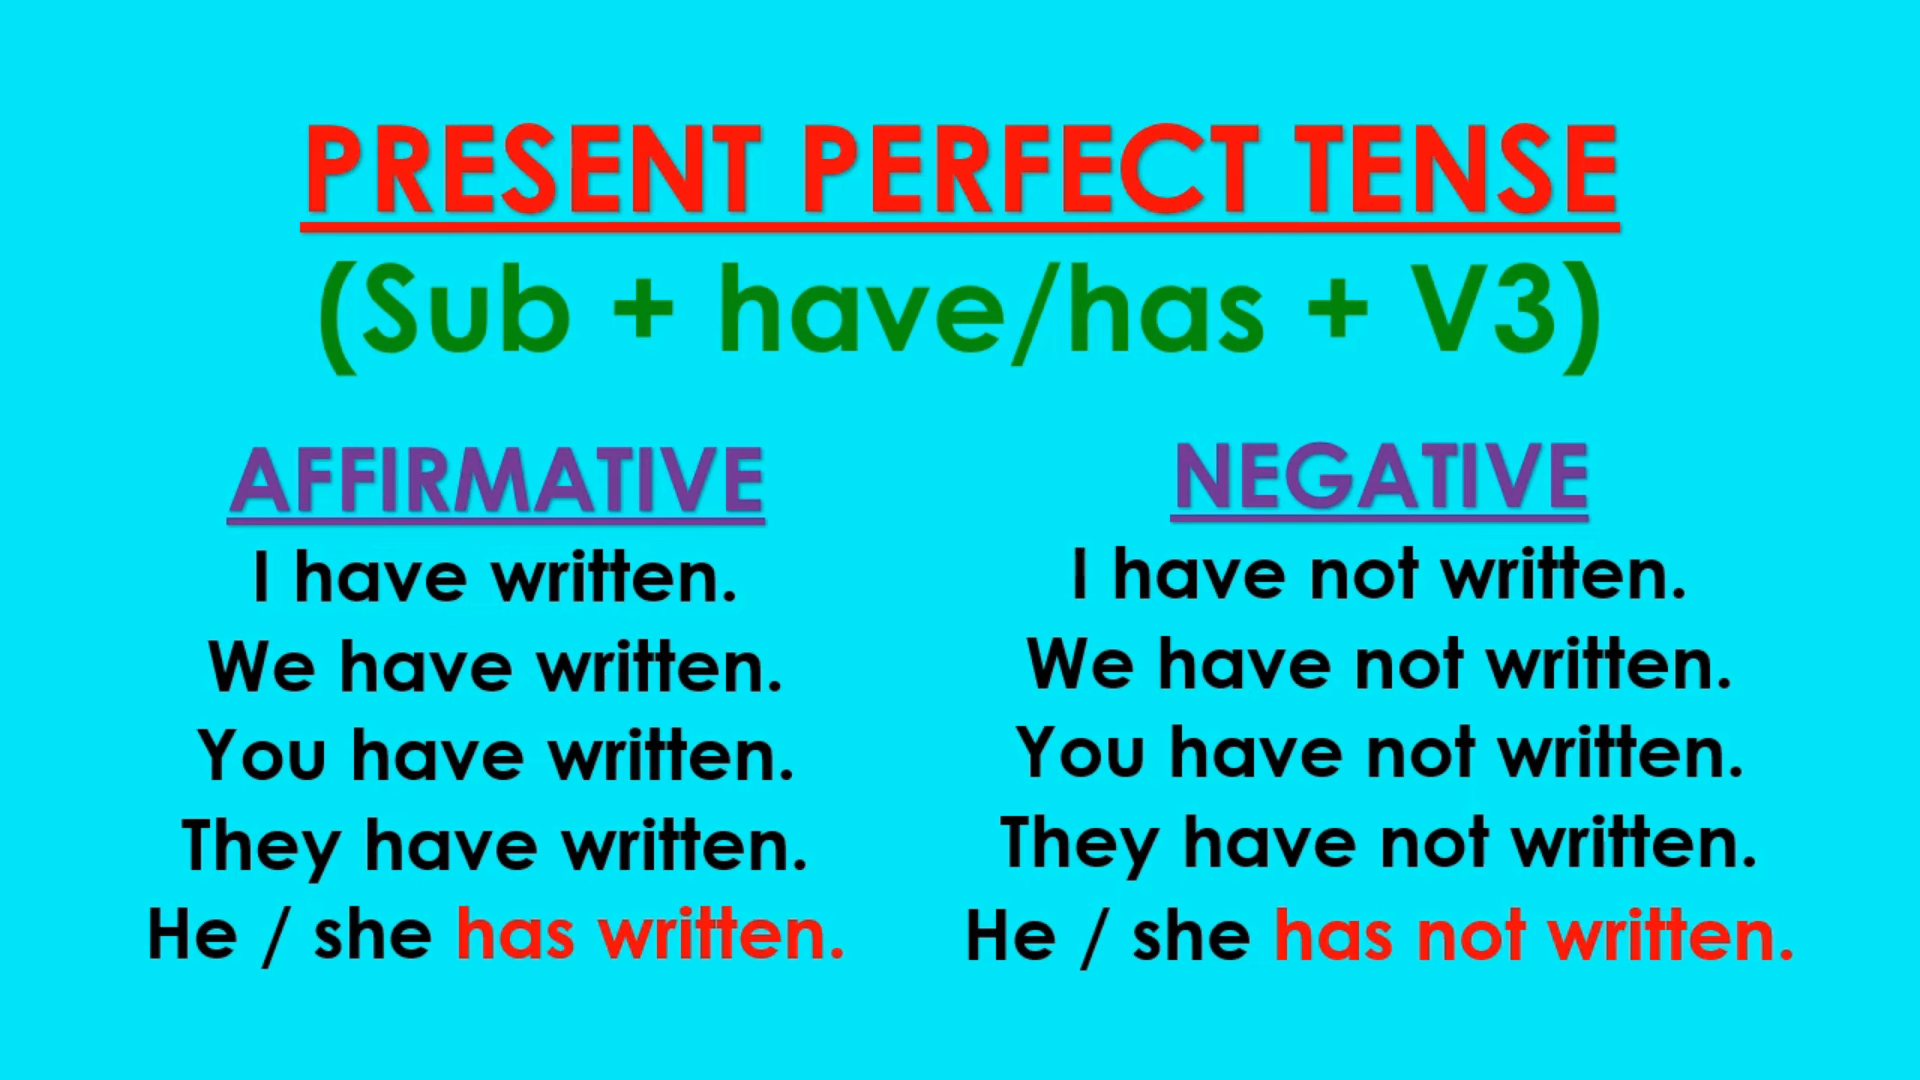 PRESENT PERFECT TENSE
(Sub + have/has + V3)
AFFIRMATIVE
I have written.
We have written.
You have written.
They have written.
He / she has written.
NEGATIVE
I have not written.
We have not written.
You have not written.
They have not written.
He / she has not written.